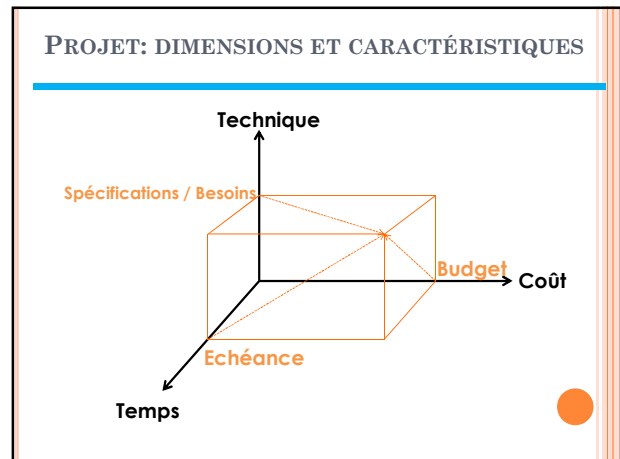 PROJET: DIMENSIONS ET CARACTÉRISTIQUES
Technique
Spécifications / Besoins
Budget
Coût
Echéance
Temps